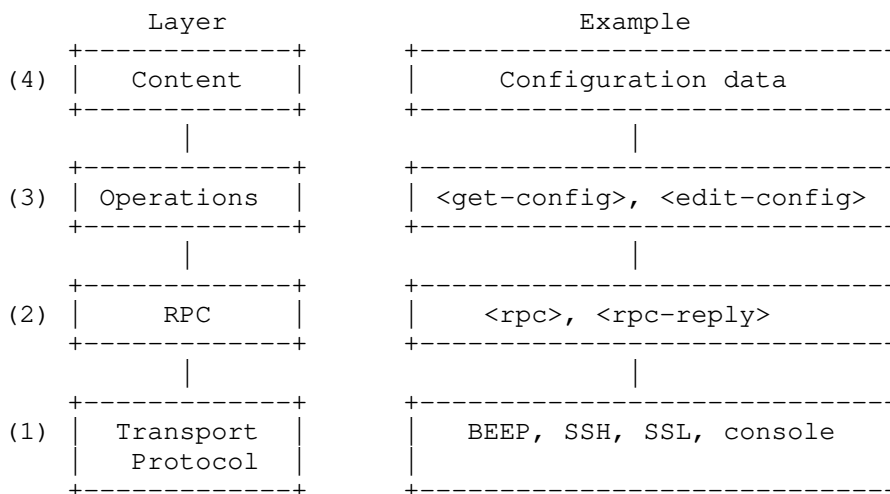 Layer Example
(4) Content Configuration data
(3) Operations <get-config>, <edit-config>
(2) RPC <rpc>, <rpc-reply>
(1) Transport BEEP, SSH, SSL, console
Protocol